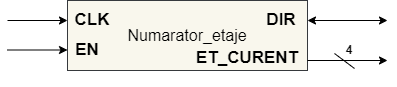 CLK DIR
EN Numarator_etaje
ET_CURENT 4